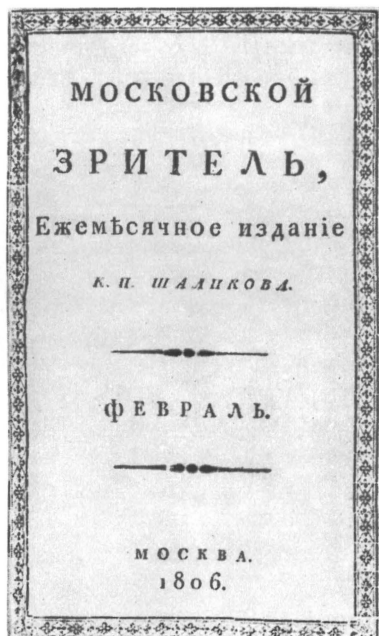 МОСКОВСКОЙ
ЗРИТЕЛЬ,
Ежемѣсячное изданіе
К. П. ШАЛИКОВА.
ФЕВРАЛЬ.
МОСКВА.
1806.